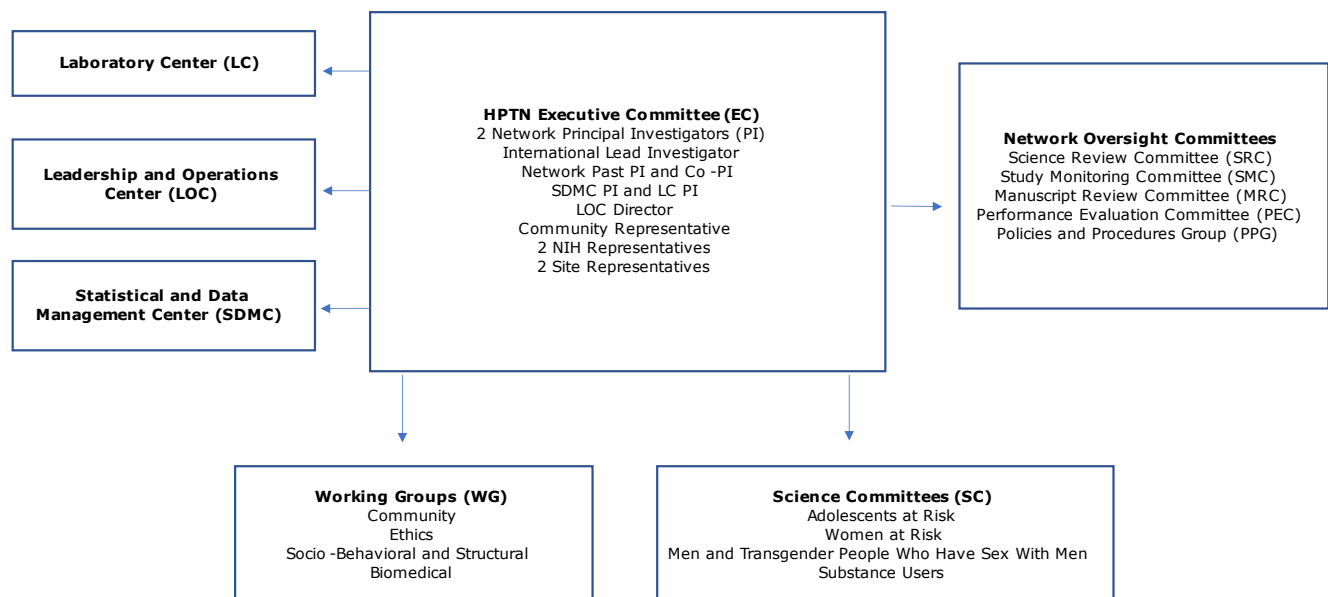 Laboratory Center (LC)
Leadership and Operations
Center (LOC)
Statistical and Data
Management Center (SDMC)
HPTN Executive Committee (EC)
2 Network Principal Investigators (PI)
International Lead Investigator
Network Past PI and Co -PI
SDMC PI and LC PI
LOC Director
Community Representative
2 NIH Representatives
2 Site Representatives
Network Oversight Committees
Science Review Committee (SRC)
Study Monitoring Committee (SMC)
Manuscript Review Committee (MRC)
Performance Evaluation Committee (PEC)
Policies and Procedures Group (PPG)
Working Groups (WG)
Community
Ethics
Socio -Behavioral and Structural
Biomedical
Science Committees (SC)
Adolescents at Risk
Women at Risk
Men and Transgender People Who Have Sex With Men
Substance Users